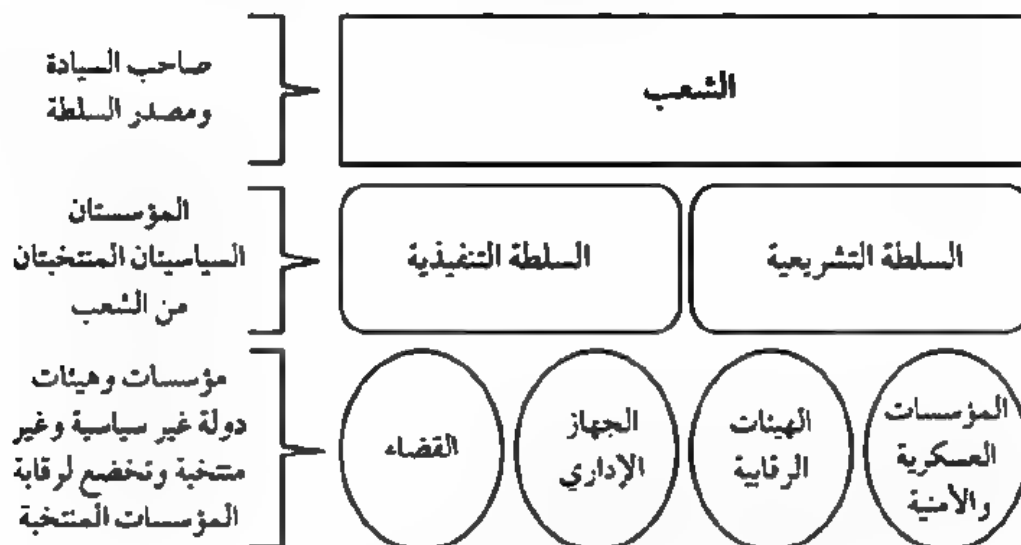 الشعب
صاحب السيادة
ومصدر السلطة
السلطة التشريعية
السلطة التنفيذية
المؤسستان
السياسيتان المنتخبتان
من الشعب
المؤسسات
العسكرية
والأمنية
الهيئات
الرقابية
الجهاز
الإداري
القضاء
مؤسسات وهيئات
دولة غير سياسية وغير
منتخبة وتخضع لرقابة
المؤسسات المنتخبة